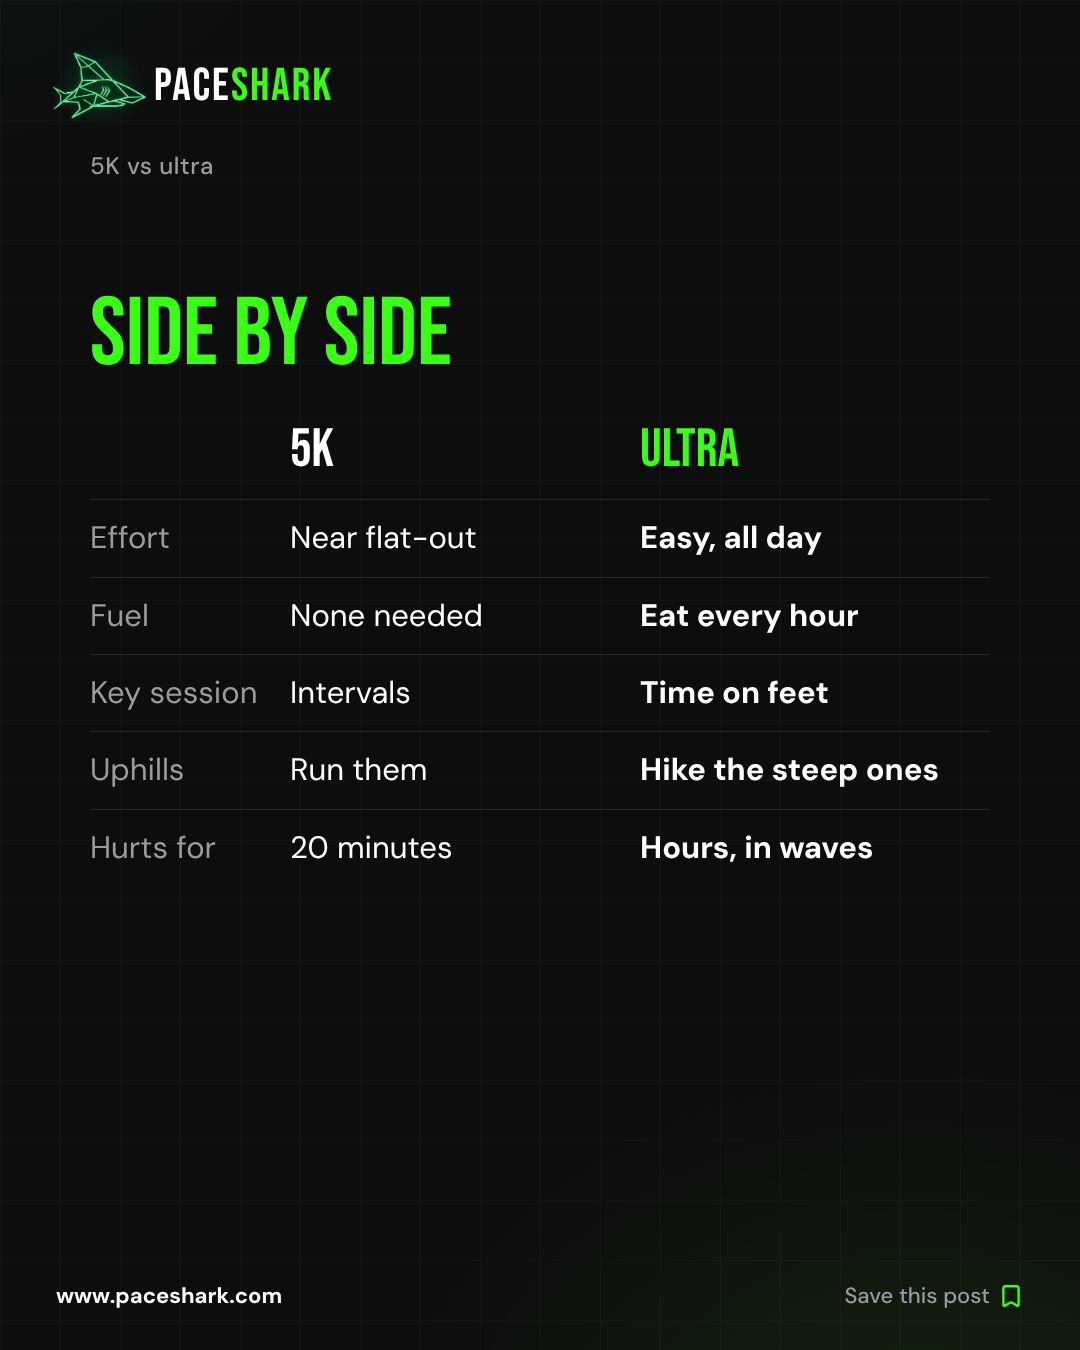 PACESHARK
5K vs ultra
SIDE BY SIDE
5K ULTRA
Effort Near flat-out Easy, all day
Fuel None needed Eat every hour
Key session Intervals Time on feet
Uphills Run them Hike the steep ones
Hurts for 20 minutes Hours, in waves
www.paceshark.com Save this post